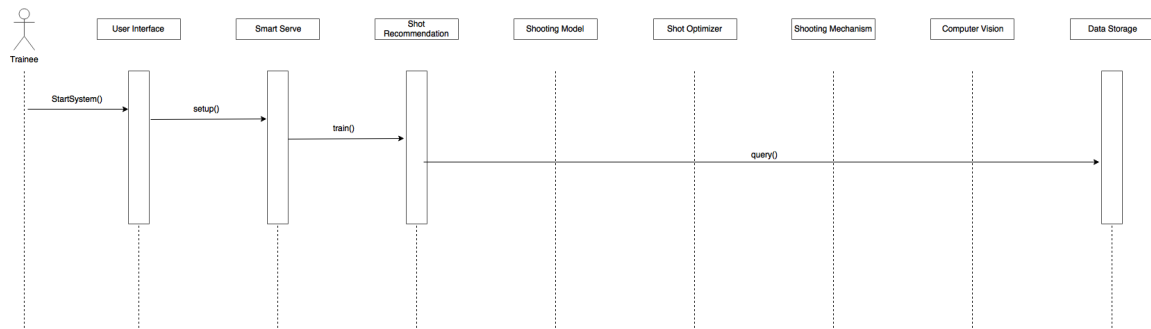 User Interface
Smart Serve
Shot
Recommendation
Shooting Model
Shot Optimizer
Shooting Mechanism
Computer Vision
Data Storage
Trainee
StartSystem()
setup()
train()
query()